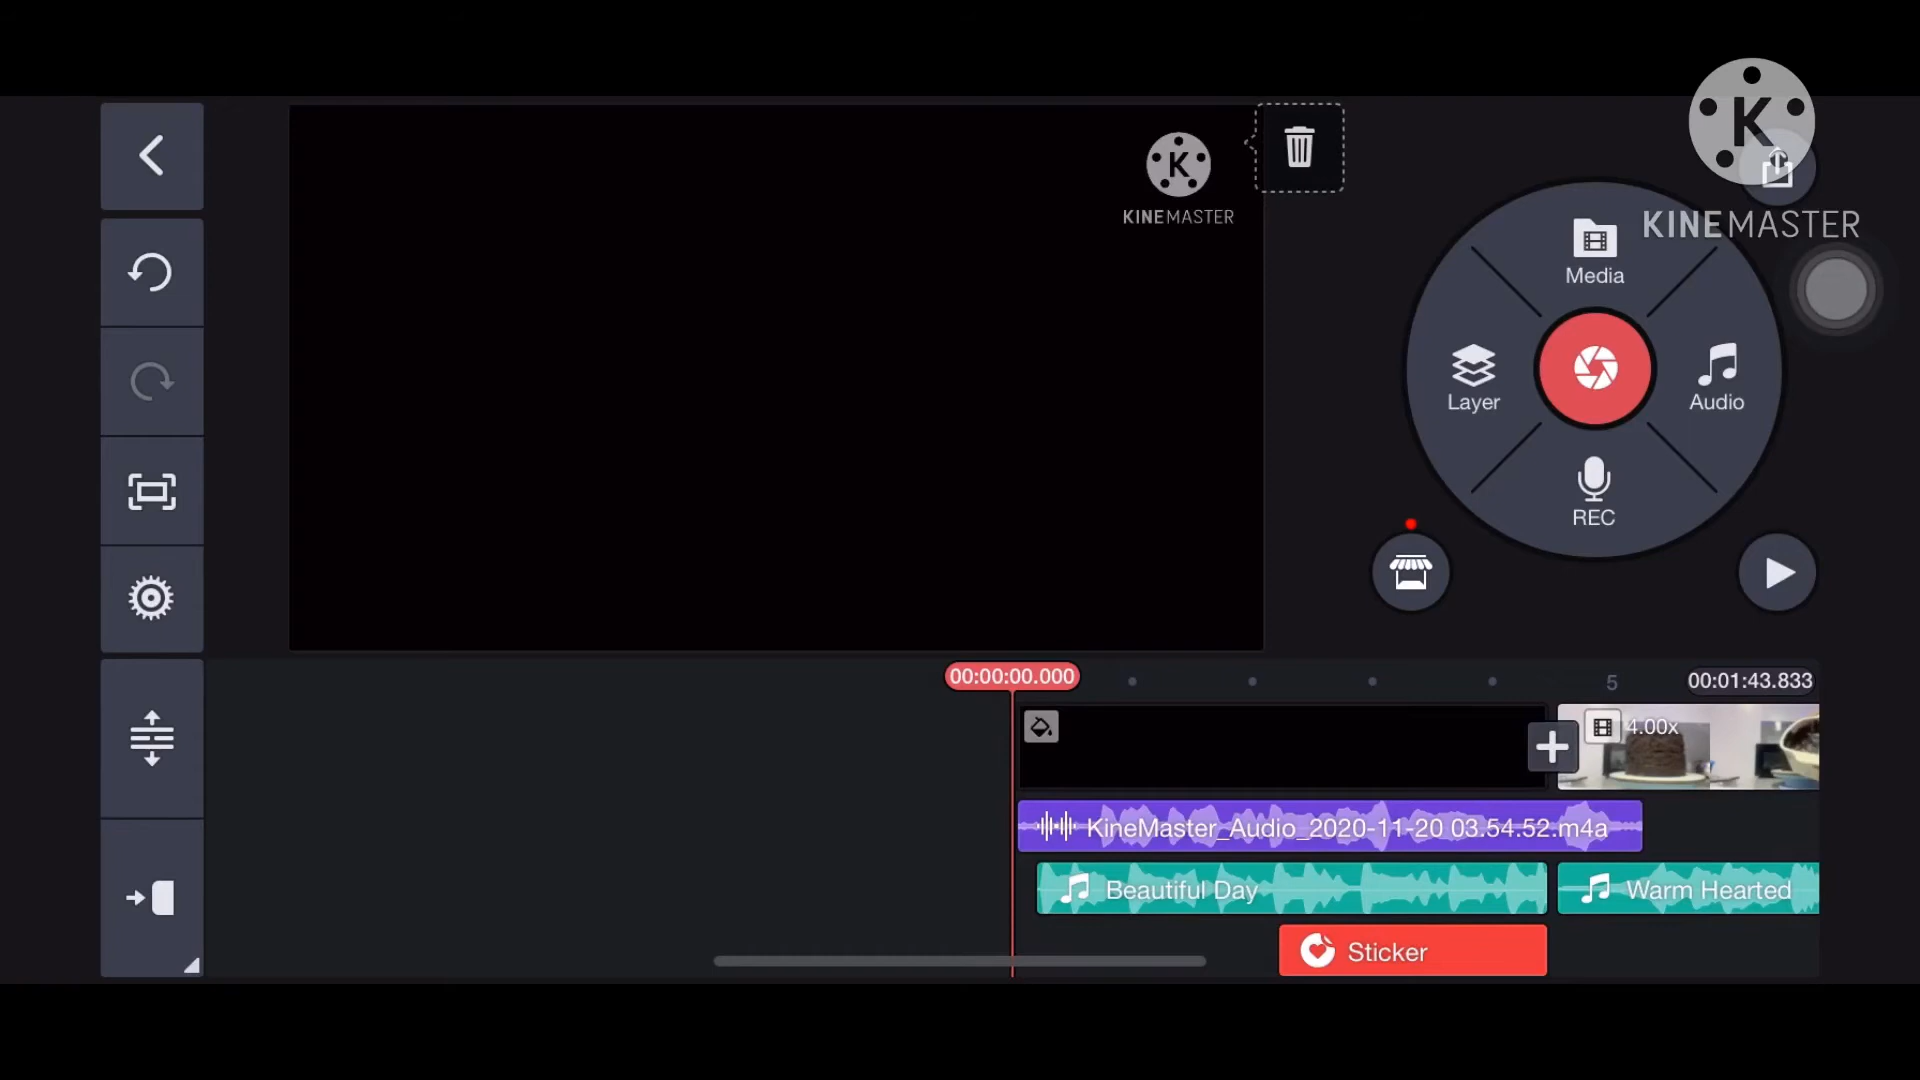 K
KINEMASTER
K
KINEMASTER
Media
Layer
Audio
REC
00:00:00.000
5
00:01:43.833
4.00x
KineMaster_Audio_2020-11-20 03.54.52.m4a
Beautiful Day
Warm Hearted
Sticker